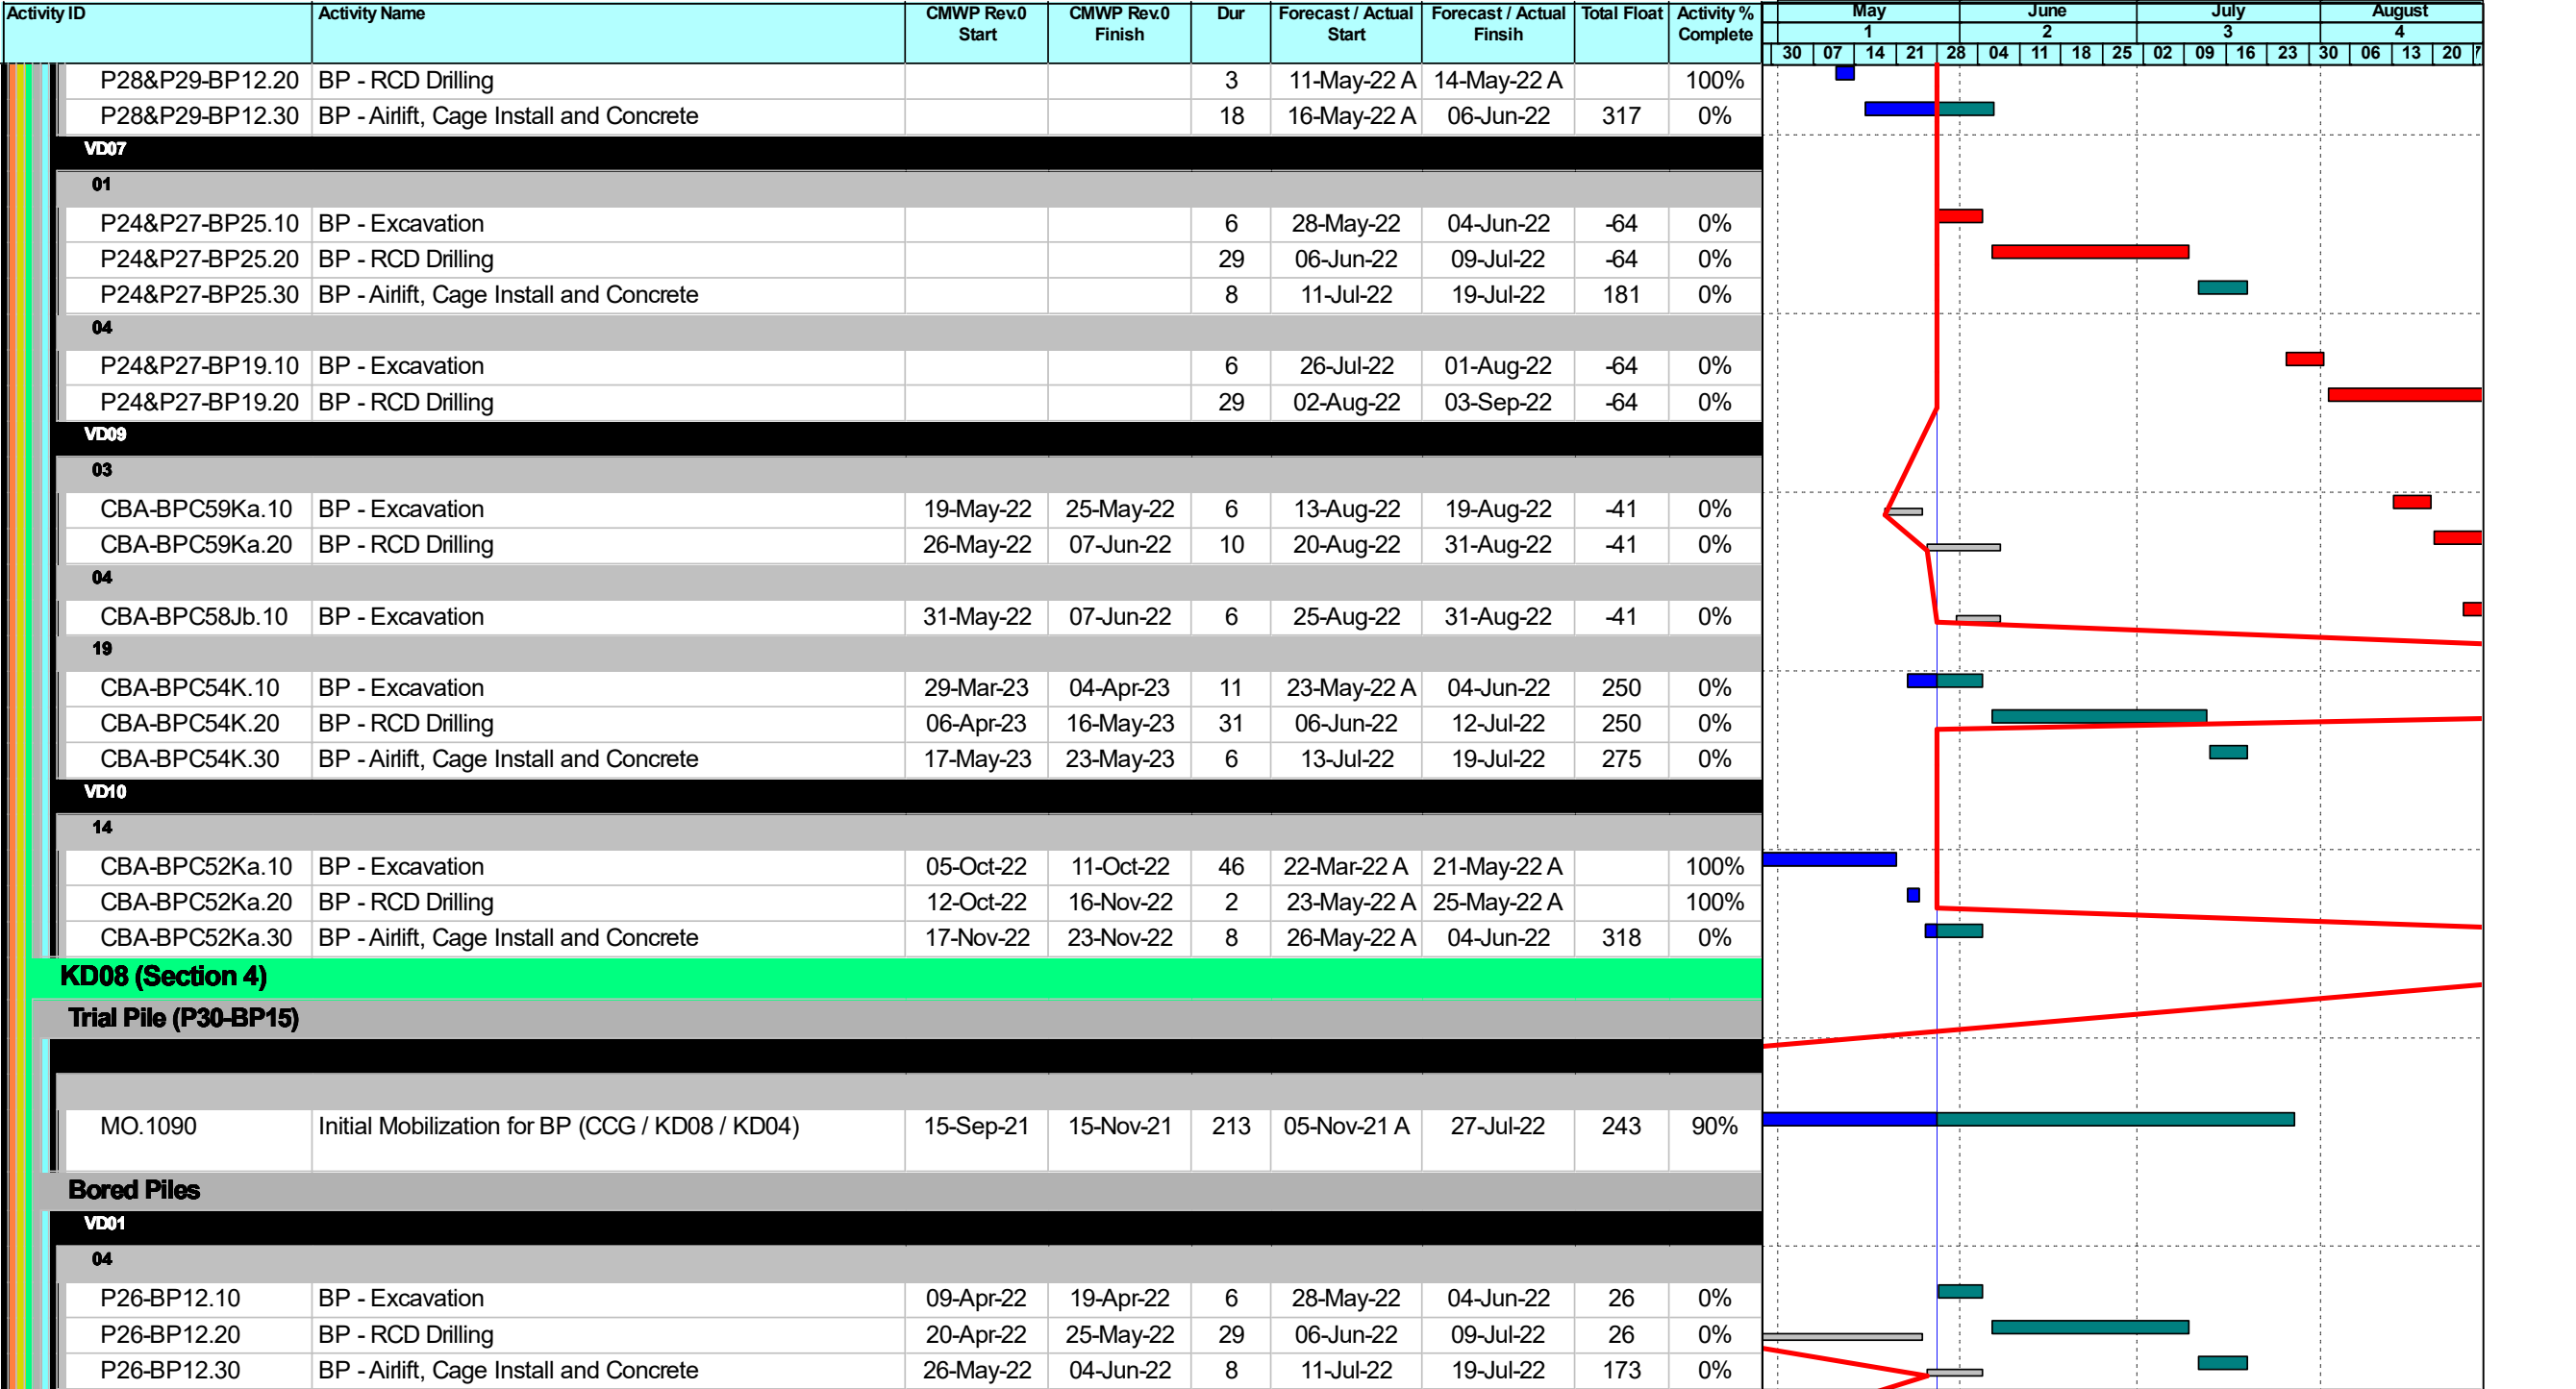 Activity ID Activity Name CMWP Rev.0 Start CMWP Rev.0 Finish Dur Forecast / Actual Start Forecast / Actual Finsih Total Float Activity % Complete May June July August
1 2 3 4
30 07 14 21 28 04 11 18 25 02 09 16 23 30 06 13 20
P28&P29-BP12.20 BP - RCD Drilling 3 11-May-22 A 14-May-22 A 100%
P28&P29-BP12.30 BP - Airlift, Cage Install and Concrete 18 16-May-22 A 06-Jun-22 317 0%
VD07
01
P24&P27-BP25.10 BP - Excavation 6 28-May-22 04-Jun-22 -64 0%
P24&P27-BP25.20 BP - RCD Drilling 29 06-Jun-22 09-Jul-22 -64 0%
P24&P27-BP25.30 BP - Airlift, Cage Install and Concrete 8 11-Jul-22 19-Jul-22 181 0%
04
P24&P27-BP19.10 BP - Excavation 6 26-Jul-22 01-Aug-22 -64 0%
P24&P27-BP19.20 BP - RCD Drilling 29 02-Aug-22 03-Sep-22 -64 0%
VD09
03
CBA-BPC59Ka.10 BP - Excavation 19-May-22 25-May-22 6 13-Aug-22 19-Aug-22 -41 0%
CBA-BPC59Ka.20 BP - RCD Drilling 26-May-22 07-Jun-22 10 20-Aug-22 31-Aug-22 -41 0%
04
CBA-BPC58Jb.10 BP - Excavation 31-May-22 07-Jun-22 6 25-Aug-22 31-Aug-22 -41 0%
19
CBA-BPC54K.10 BP - Excavation 29-Mar-23 04-Apr-23 11 23-May-22 A 04-Jun-22 250 0%
CBA-BPC54K.20 BP - RCD Drilling 06-Apr-23 16-May-23 31 06-Jun-22 12-Jul-22 250 0%
CBA-BPC54K.30 BP - Airlift, Cage Install and Concrete 17-May-23 23-May-23 6 13-Jul-22 19-Jul-22 275 0%
VD10
14
CBA-BPC52Ka.10 BP - Excavation 05-Oct-22 11-Oct-22 46 22-Mar-22 A 21-May-22 A 100%
CBA-BPC52Ka.20 BP - RCD Drilling 12-Oct-22 16-Nov-22 2 23-May-22 A 25-May-22 A 100%
CBA-BPC52Ka.30 BP - Airlift, Cage Install and Concrete 17-Nov-22 23-Nov-22 8 26-May-22 A 04-Jun-22 318 0%
KD08 (Section 4)
Trial Pile (P30-BP15)
MO.1090 Initial Mobilization for BP (CCG / KD08 / KD04) 15-Sep-21 15-Nov-21 213 05-Nov-21 A 27-Jul-22 243 90%
Bored Piles
VD01
04
P26-BP12.10 BP - Excavation 09-Apr-22 19-Apr-22 6 28-May-22 04-Jun-22 26 0%
P26-BP12.20 BP - RCD Drilling 20-Apr-22 25-May-22 29 06-Jun-22 09-Jul-22 26 0%
P26-BP12.30 BP - Airlift, Cage Install and Concrete 26-May-22 04-Jun-22 8 11-Jul-22 19-Jul-22 173 0%